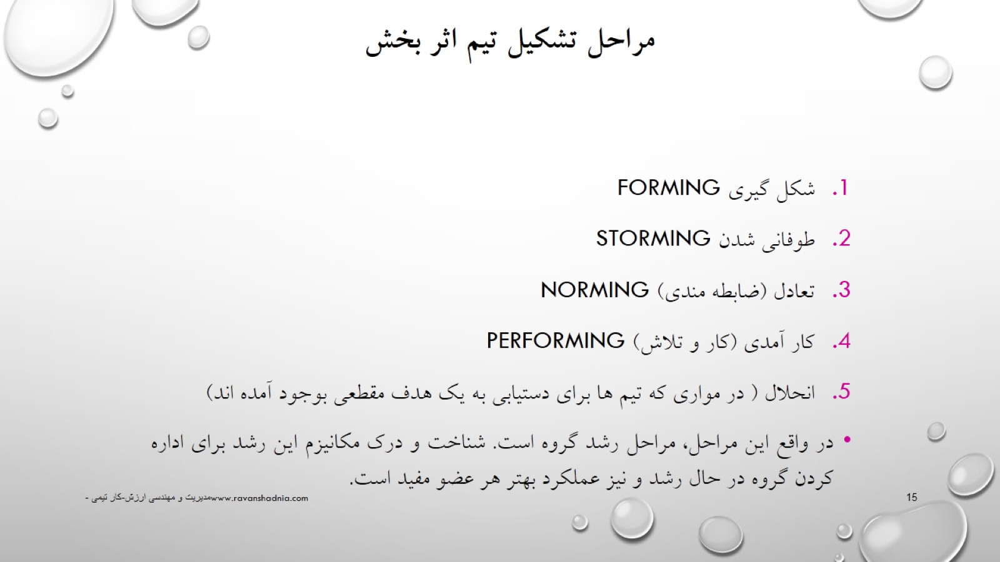 مراحل تشکیل تیم اثر بخش
1. شکل گیری FORMING
2. طوفانی شدن STORMING
3. تعادل (ضابطه مندی) NORMING
4. کار آمدی (کار و تلاش) PERFORMING
5. انحلال ( در مواری که تیم ها برای دستیابی به یک هدف مقطعی بوجود آمده اند)
• در واقع این مراحل، مراحل رشد گروه است. شناخت و درک مکانیزم این رشد برای اداره
کردن گروه در حال رشد و نیز عملکرد بهتر هر عضو مفید است.
مدیریت و مهندسی ارزش-کار تیمی - www.ravanshadnia.com
15